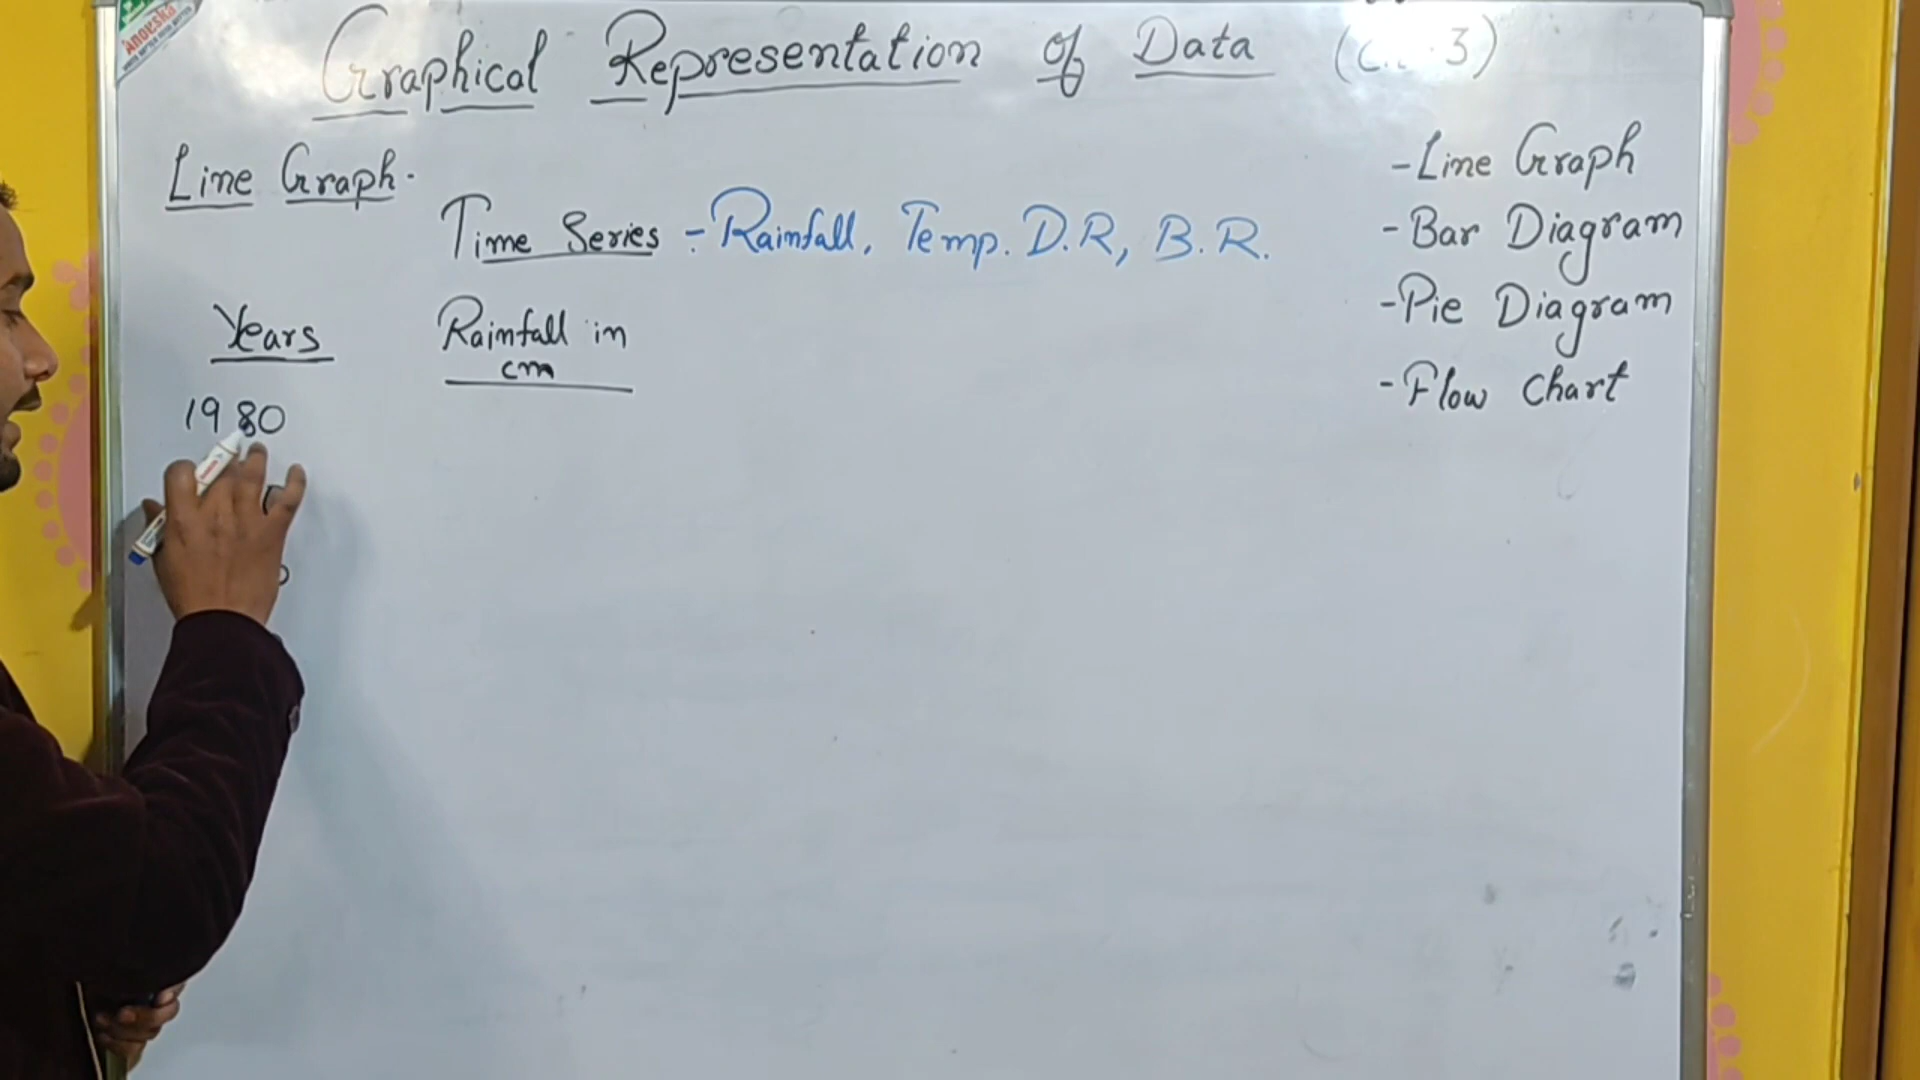 Anovska
Graphical Representation of Data (Ch.3)
Line Graph.
Time Series :- Rainfall, Temp. D.R, B.R.
Years
Rainfall in
cm
1980
- Line Graph
- Bar Diagram
- Pie Diagram
- Flow Chart